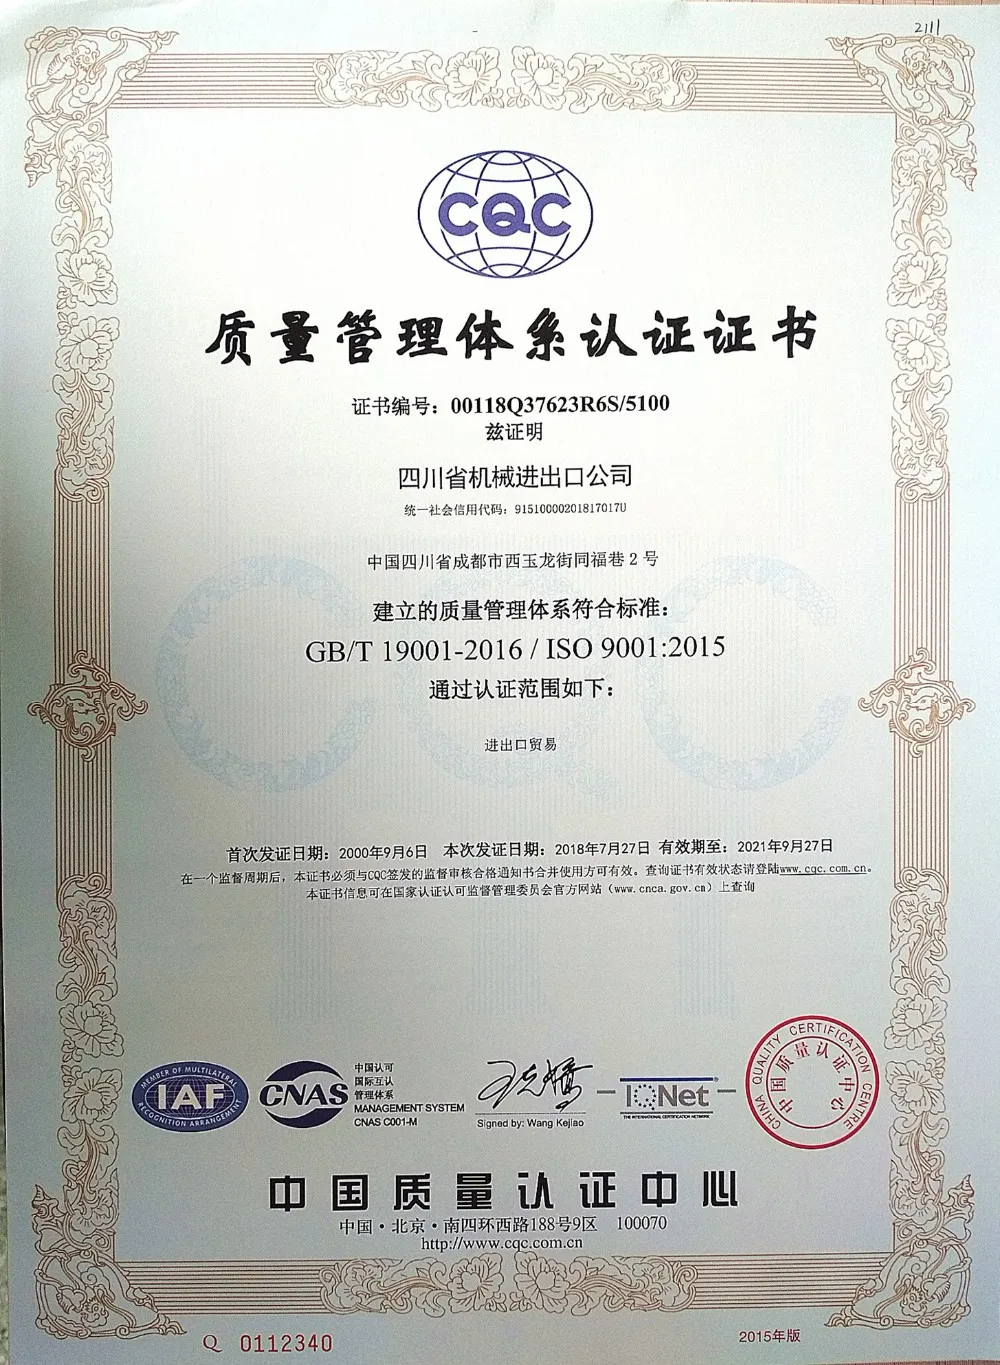 2111
CQC
质量管理体系认证证书
证书编号：00118Q37623R6S/5100
兹证明
四川省机械进出口公司
统一社会信用代码：91510000201817017U
中国四川省成都市西玉龙街同福巷 2 号
建立的质量管理体系符合标准：
GB/T 19001-2016 / ISO 9001:2015
通过认证范围如下：
进出口贸易
首次发证日期：2000年9月6日 本次发证日期：2018年7月27日 有效期至：2021年9月27日
在一个监督周期后，本证书必须与CQC签发的监督审核合格通知书合并使用方可有效。查询证书有效状态请登陆www.cqc.com.cn。
本证书信息可在国家认证认可监督管理委员会官方网站（www.cnca.gov.cn）上查询
MEMBER OF MULTILATERAL
IAF
RECOGNITION ARRANGEMENT
CNAS
中国认可
国际互认
管理体系
MANAGEMENT SYSTEM
CNAS C001-M
Signed by: Wang Kejiao
IQNet
THE INTERNATIONAL CERTIFICATION NETWORK
CHINA QUALITY CERTIFICATION CENTRE
中国质量认证中心
中国质量认证中心
中国·北京·南四环西路188号9区 100070
http://www.cqc.com.cn
Q 0112340
2015年版